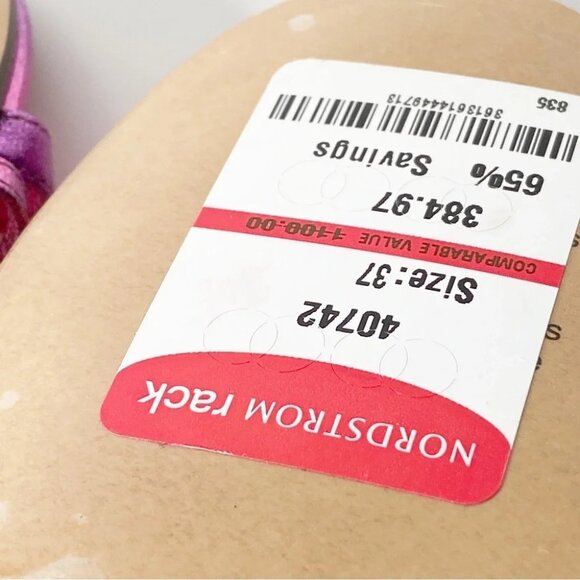 NORDSTROM rack
40742
Size:37
COMPARABLE VALUE 1100.00
384.97
65% Savings
3613614449713
835